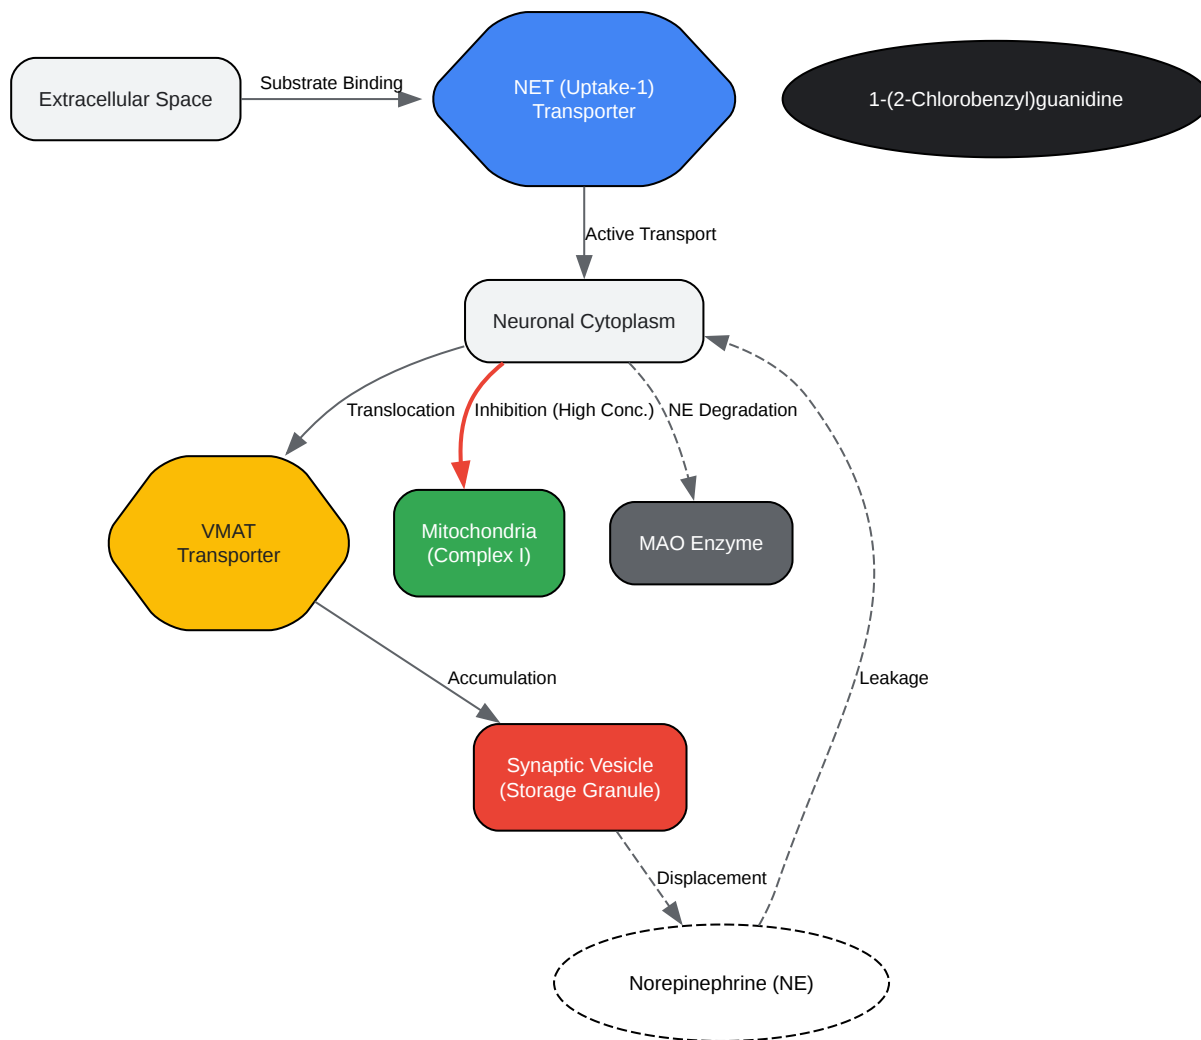 Extracellular Space
Substrate Binding
NET (Uptake-1)
Transporter
1-(2-Chlorobenzyl)guanidine
Active Transport
Neuronal Cytoplasm
Translocation
Inhibition (High Conc.)
NE Degradation
VMAT
Transporter
Mitochondria
(Complex I)
MAO Enzyme
Accumulation
Leakage
Synaptic Vesicle
(Storage Granule)
Displacement
Norepinephrine (NE)